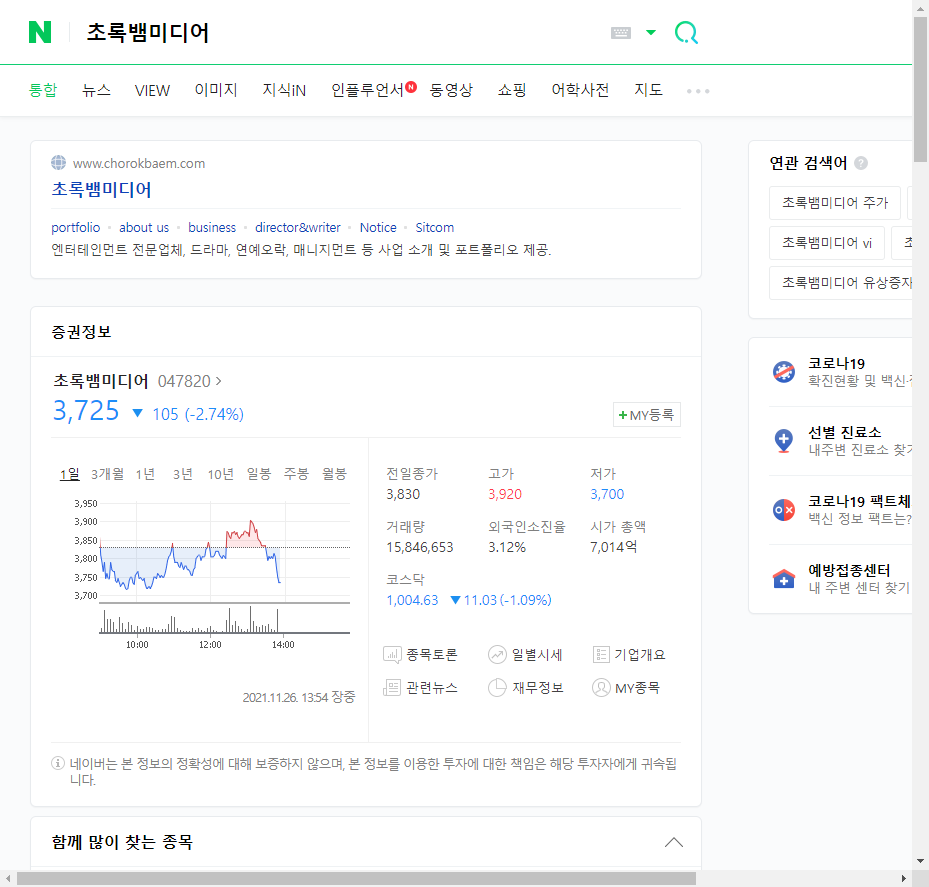 N 초록뱀미디어
통합 뉴스 VIEW 이미지 지식iN 인플루언서 N 동영상 쇼핑 어학사전 지도
www.chorokbaem.com
초록뱀미디어
portfolio · about us · business · director&writer · Notice · Sitcom
엔터테인먼트 전문업체, 드라마, 연예오락, 매니지먼트 등 사업 소개 및 포트폴리오 제공.
증권정보
초록뱀미디어 047820 >
3,725 ▼ 105 (-2.74%)
+MY등록
1일 3개월 1년 3년 10년 일봉 주봉 월봉
3,950
3,900
3,850
3,800
3,750
3,700
10:00 12:00 14:00
2021.11.26. 13:54 장중
전일종가 고가 저가
3,830 3,920 3,700
거래량 외국인소진율 시가 총액
15,846,653 3.12% 7,014억
코스닥
1,004.63 ▼11.03 (-1.09%)
종목토론 일별시세 기업개요
관련뉴스 재무정보 MY종목
네이버는 본 정보의 정확성에 대해 보증하지 않으며, 본 정보를 이용한 투자에 대한 책임은 해당 투자자에게 귀속됩
니다.
함께 많이 찾는 종목
연관 검색어 ?
초록뱀미디어 주가
초록뱀미디어 vi
초록뱀미디어 유상증자
코로나19
확진현황 및 백신·
선별 진료소
내주변 진료소 찾기
코로나19 팩트체
백신 정보 팩트는?
예방접종센터
내 주변 센터 찾기